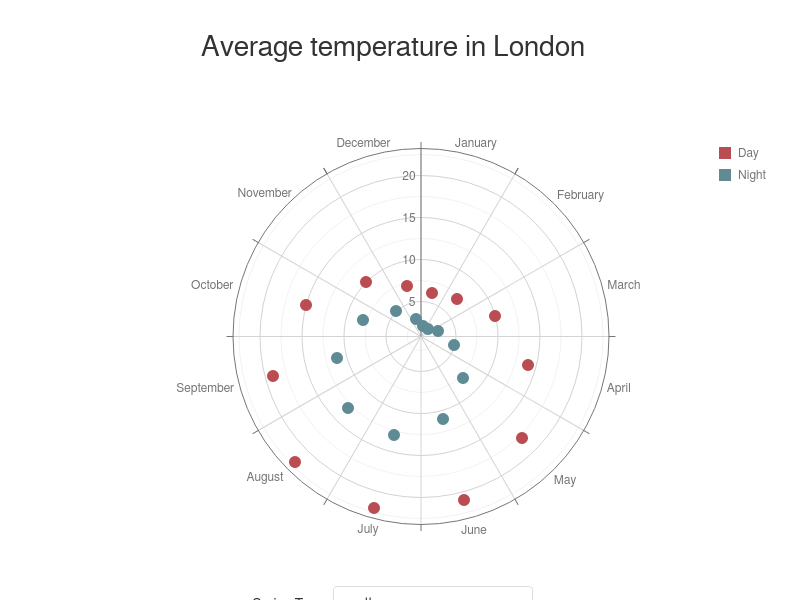 Average temperature in London
December
January
Day
Night
20
November
February
15
10
October
March
5
September
April
August
May
July
June